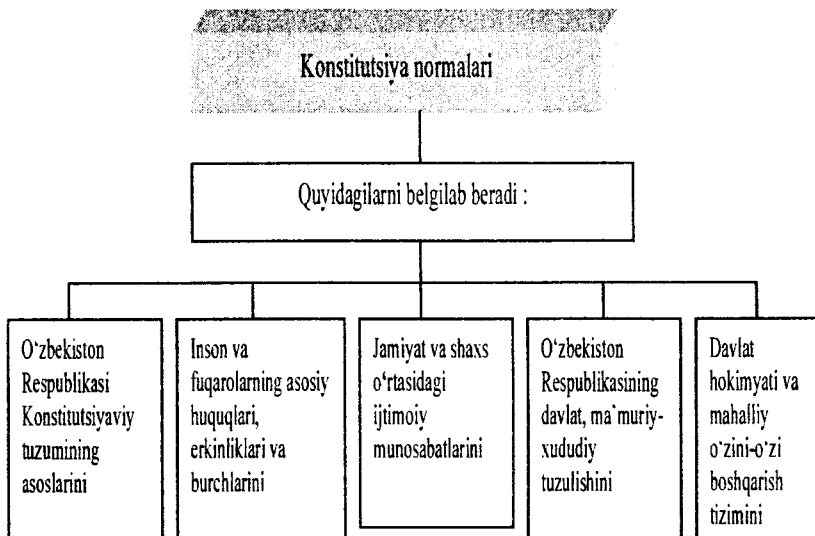 Konstitutsiya normalari
Quyidagilarni belgilab beradi :
O‘zbekiston
Respublikasi
Konstitutsiyaviy
tuzumining
asoslarini
Inson va
fuqarolarning asosiy
huquqlari,
erkinliklari va
burchlarini
Jamiyat va shaxs
o‘rtasidagi
ijtimoiy
munosabatlarini
O‘zbekiston
Respublikasining
davlat, ma`muriy-
xududiy
tuzulishini
Davlat
hokimyati va
mahalliy
o‘zini-o‘zi
boshqarish
tizimini